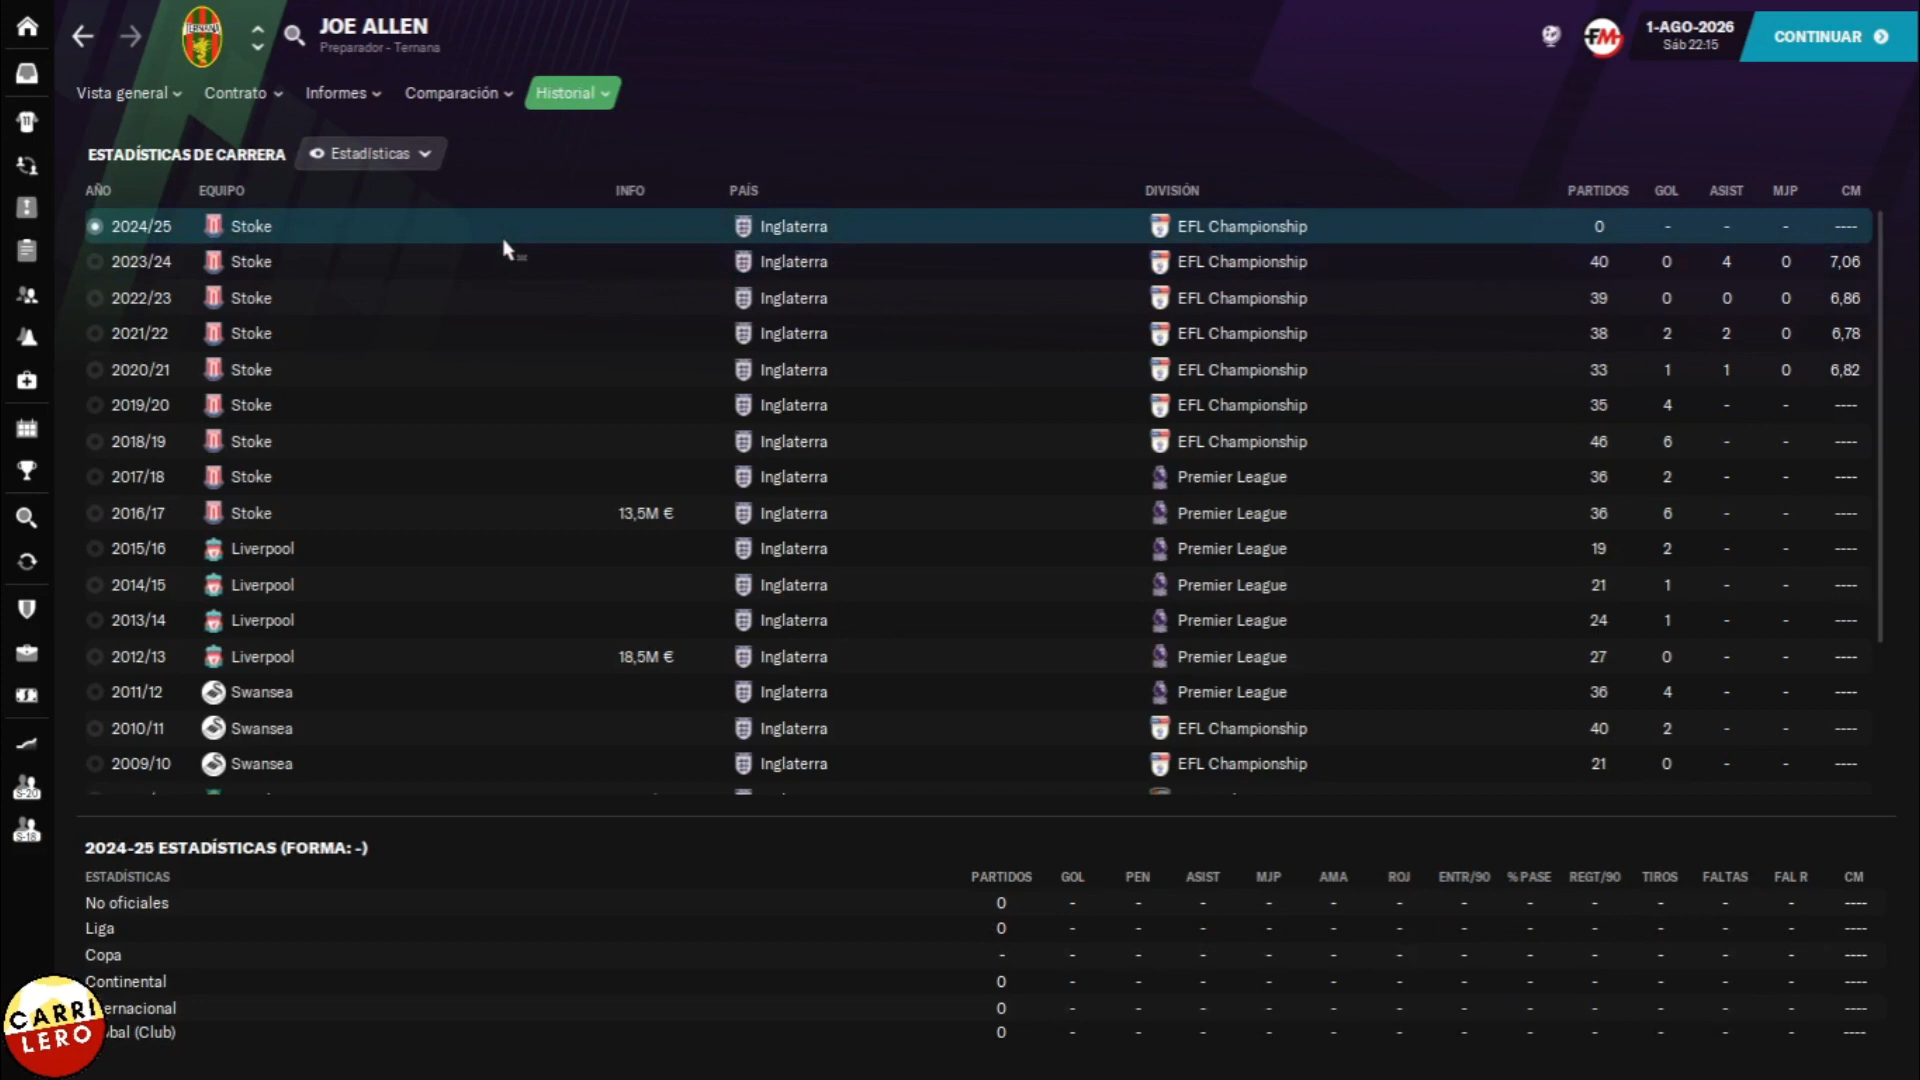 JOE ALLEN
Preparador - Ternana
1-AGO-2026
Sáb 22:15
CONTINUAR
Vista general Contrato Informes Comparación Historial
ESTADÍSTICAS DE CARRERA Estadísticas
AÑO EQUIPO INFO PAÍS DIVISIÓN PARTIDOS GOL ASIST MJP CM
2024/25 Stoke Inglaterra EFL Championship 0 - - - ----
2023/24 Stoke Inglaterra EFL Championship 40 0 4 0 7,06
2022/23 Stoke Inglaterra EFL Championship 39 0 0 0 6,86
2021/22 Stoke Inglaterra EFL Championship 38 2 2 0 6,78
2020/21 Stoke Inglaterra EFL Championship 33 1 1 0 6,82
2019/20 Stoke Inglaterra EFL Championship 35 4 - - ----
2018/19 Stoke Inglaterra EFL Championship 46 6 - - ----
2017/18 Stoke Inglaterra Premier League 36 2 - - ----
2016/17 Stoke 13,5M € Inglaterra Premier League 36 6 - - ----
2015/16 Liverpool Inglaterra Premier League 19 2 - - ----
2014/15 Liverpool Inglaterra Premier League 21 1 - - ----
2013/14 Liverpool Inglaterra Premier League 24 1 - - ----
2012/13 Liverpool 18,5M € Inglaterra Premier League 27 0 - - ----
2011/12 Swansea Inglaterra Premier League 36 4 - - ----
2010/11 Swansea Inglaterra EFL Championship 40 2 - - ----
2009/10 Swansea Inglaterra EFL Championship 21 0 - - ----
2024-25 ESTADÍSTICAS (FORMA: -)
ESTADÍSTICAS PARTIDOS GOL PEN ASIST MJP AMA ROJ ENTR/90 % PASE REGT/90 TIROS FALTAS FAL R CM
No oficiales 0 - - - - - - - - - - - - ----
Liga 0 - - - - - - - - - - - - ----
Copa - - - - - - - - - - - - - ----
Continental 0 - - - - - - - - - - - - ----
ernacional 0 - - - - - - - - - - - - ----
bal (Club) 0 - - - - - - - - - - - - ----
S-20
S-18
TERNANA
FM
11
CARRI
LERO